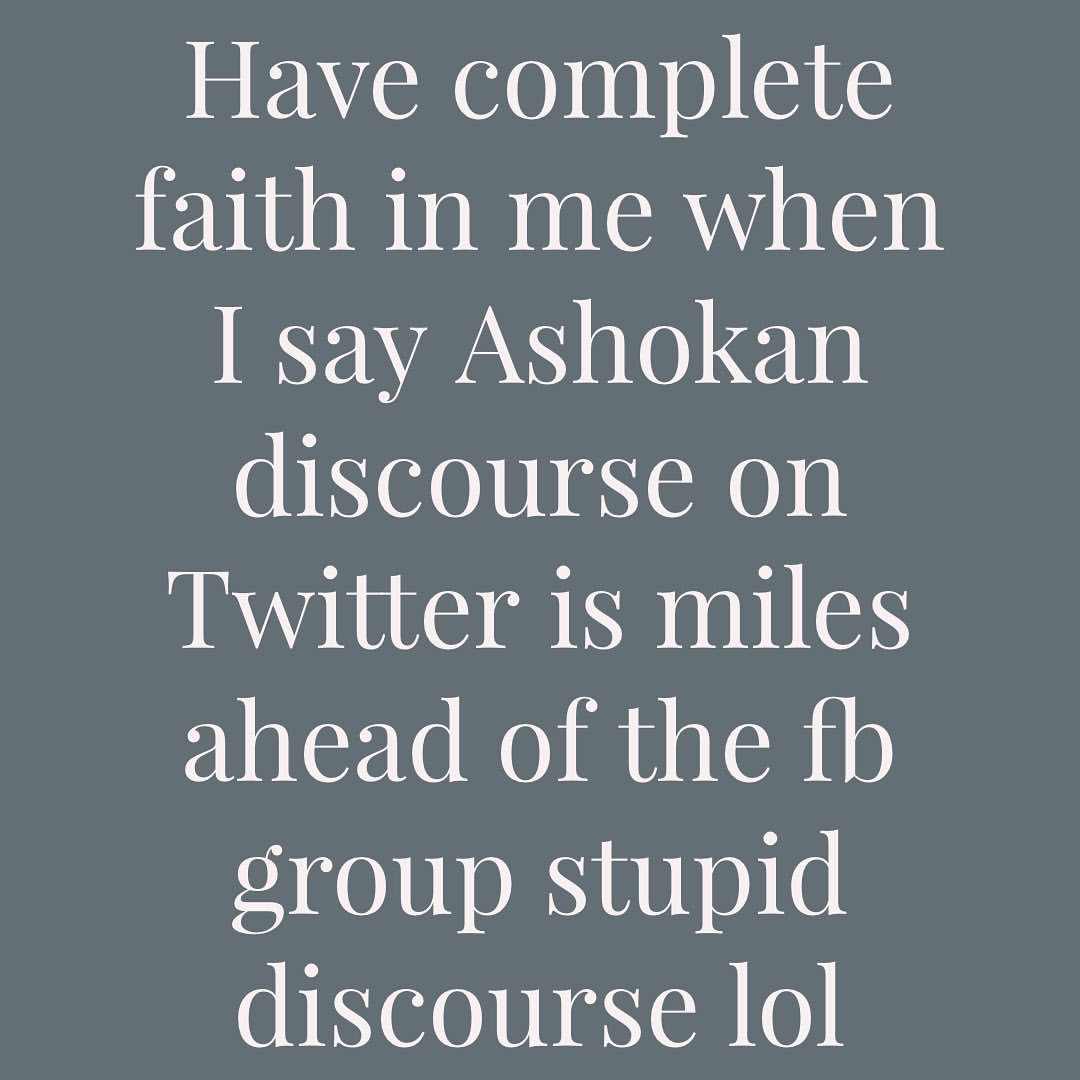 Have complete
faith in me when
I say Ashokan
discourse on
Twitter is miles
ahead of the fb
group stupid
discourse lol